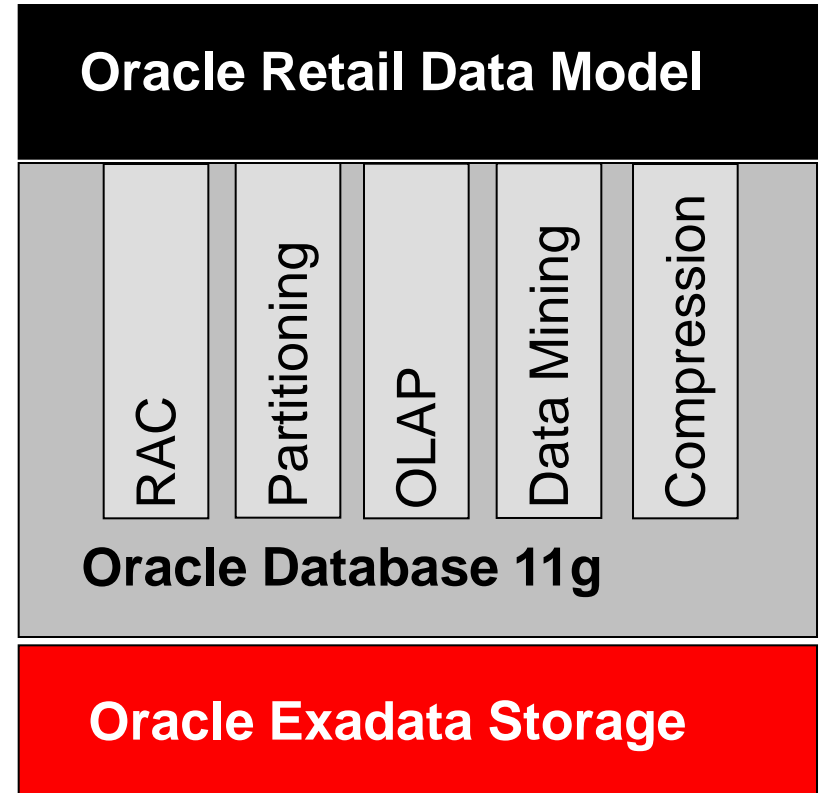 Oracle Retail Data Model
RAC
Partitioning
OLAP
Data Mining
Compression
Oracle Database 11g
Oracle Exadata Storage